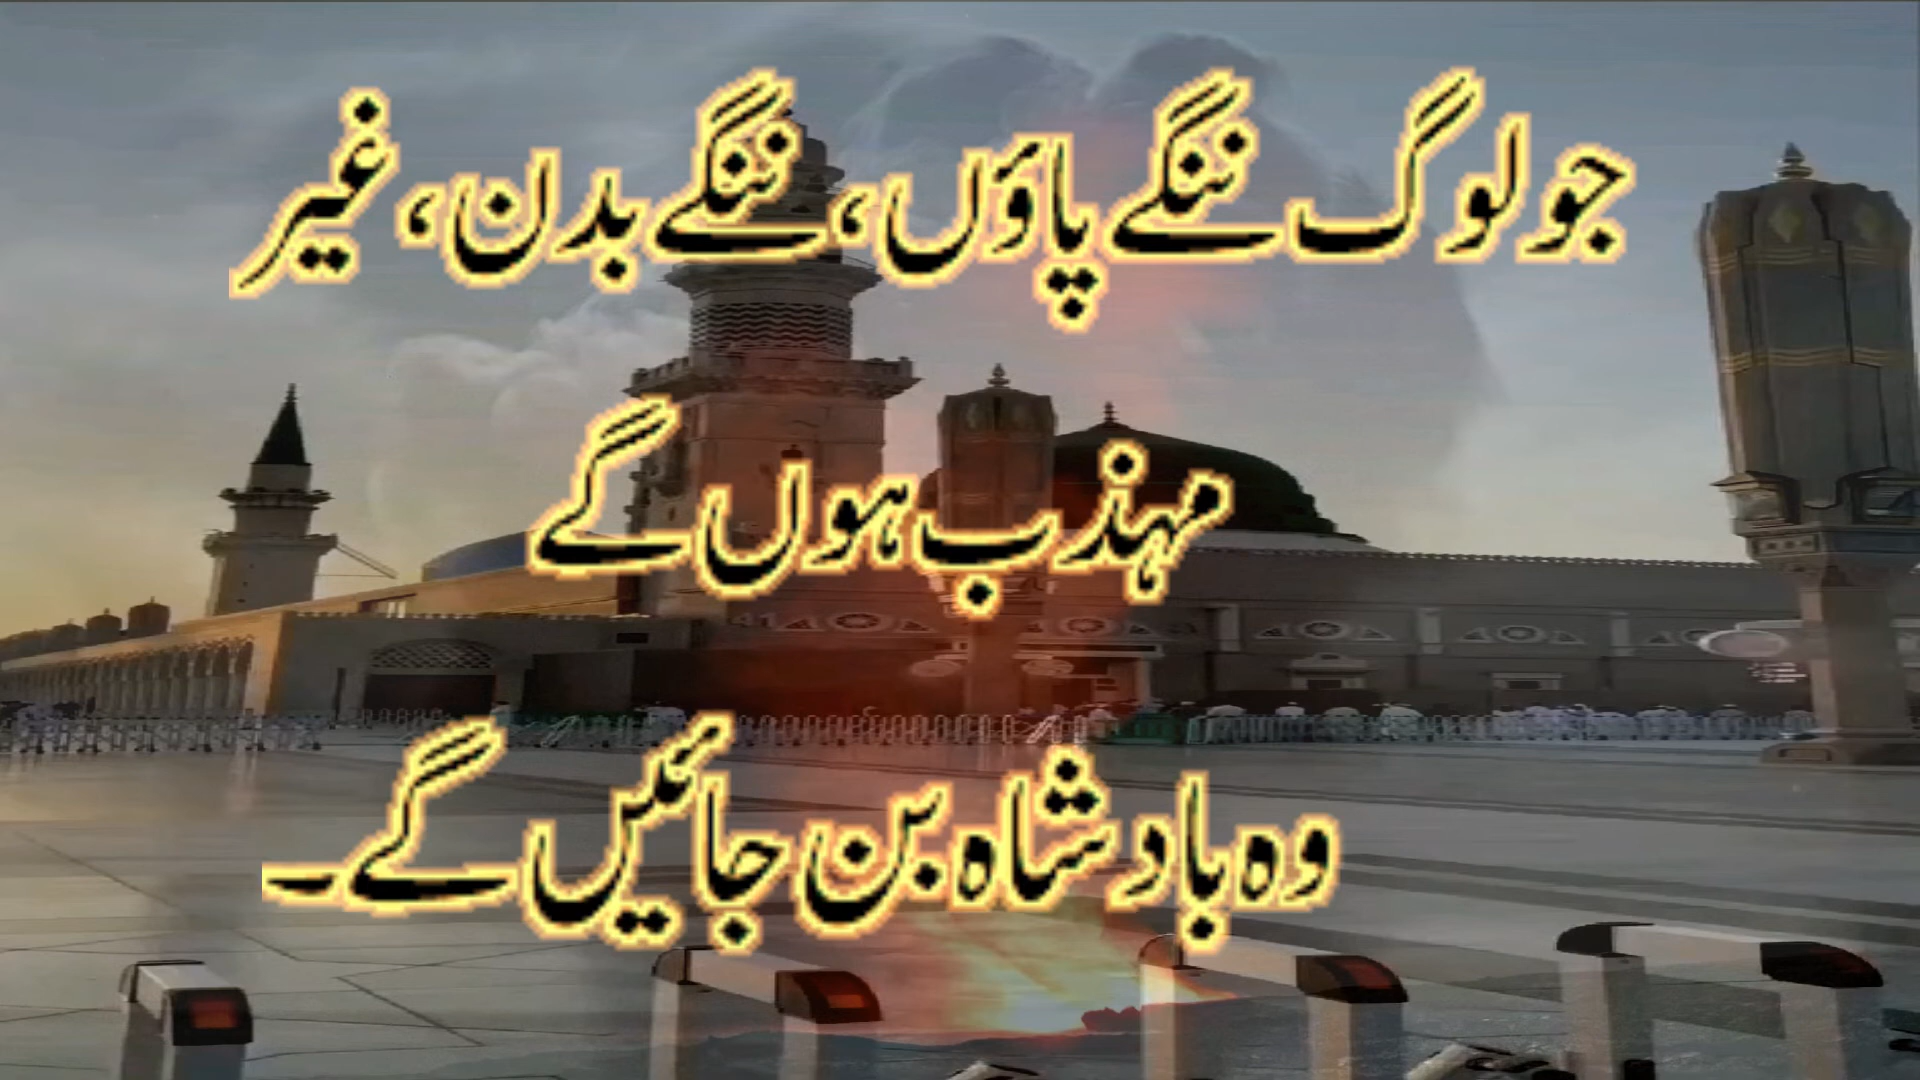 جو لوگ ننگے پاؤں، ننگے بدن، غیر
مہذب ہوں گے
وہ بادشاہ بن جائیں گے۔